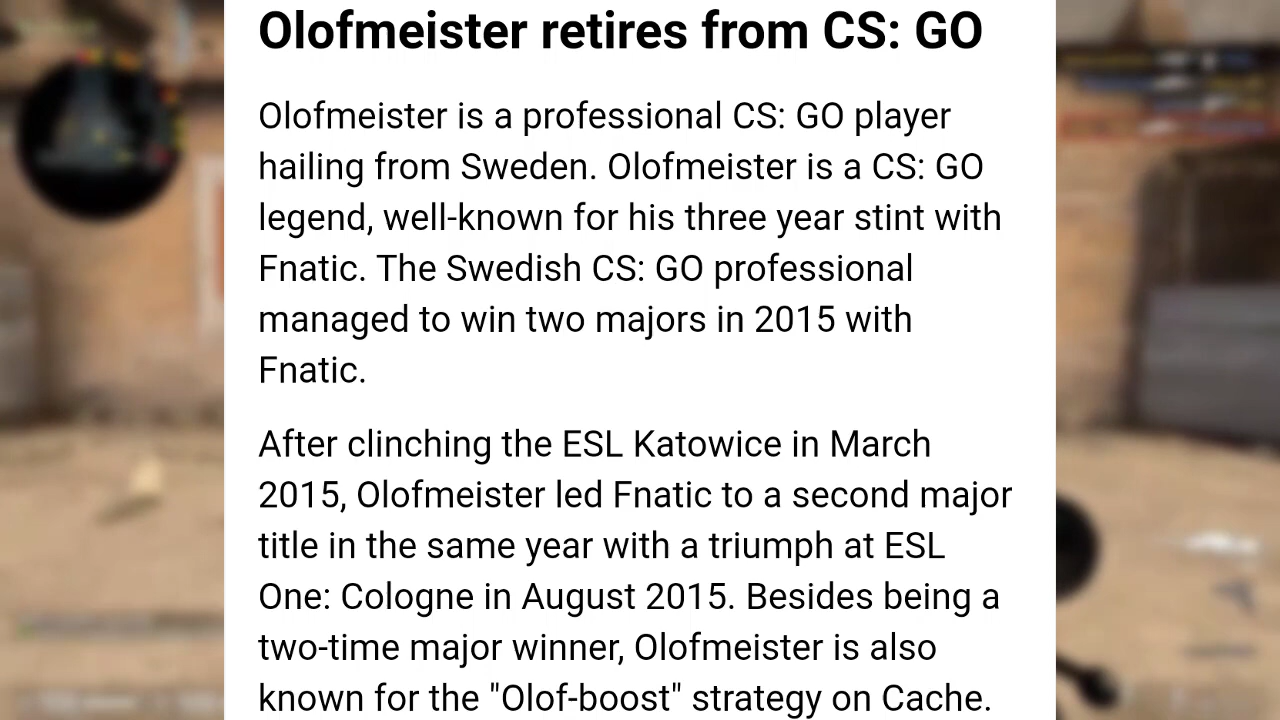 Olofmeister retires from CS: GO
Olofmeister is a professional CS: GO player
hailing from Sweden. Olofmeister is a CS: GO
legend, well-known for his three year stint with
Fnatic. The Swedish CS: GO professional
managed to win two majors in 2015 with
Fnatic.
After clinching the ESL Katowice in March
2015, Olofmeister led Fnatic to a second major
title in the same year with a triumph at ESL
One: Cologne in August 2015. Besides being a
two-time major winner, Olofmeister is also
known for the "Olof-boost" strategy on Cache.